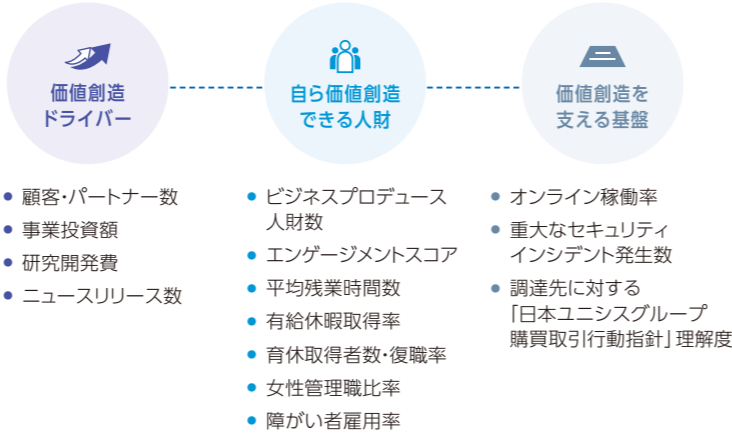 価値創造
ドライバー
自ら価値創造
できる人財
価値創造を
支える基盤
• 顧客・パートナー数
• 事業投資額
• 研究開発費
• ニュースリリース数
• ビジネスプロデュース
人財数
• エンゲージメントスコア
• 平均残業時間数
• 有給休暇取得率
• 育休取得者数・復職率
• 女性管理職比率
• 障がい者雇用率
• オンライン稼働率
• 重大なセキュリティ
インシデント発生数
• 調達先に対する
「日本ユニシスグループ
購買取引行動指針」理解度